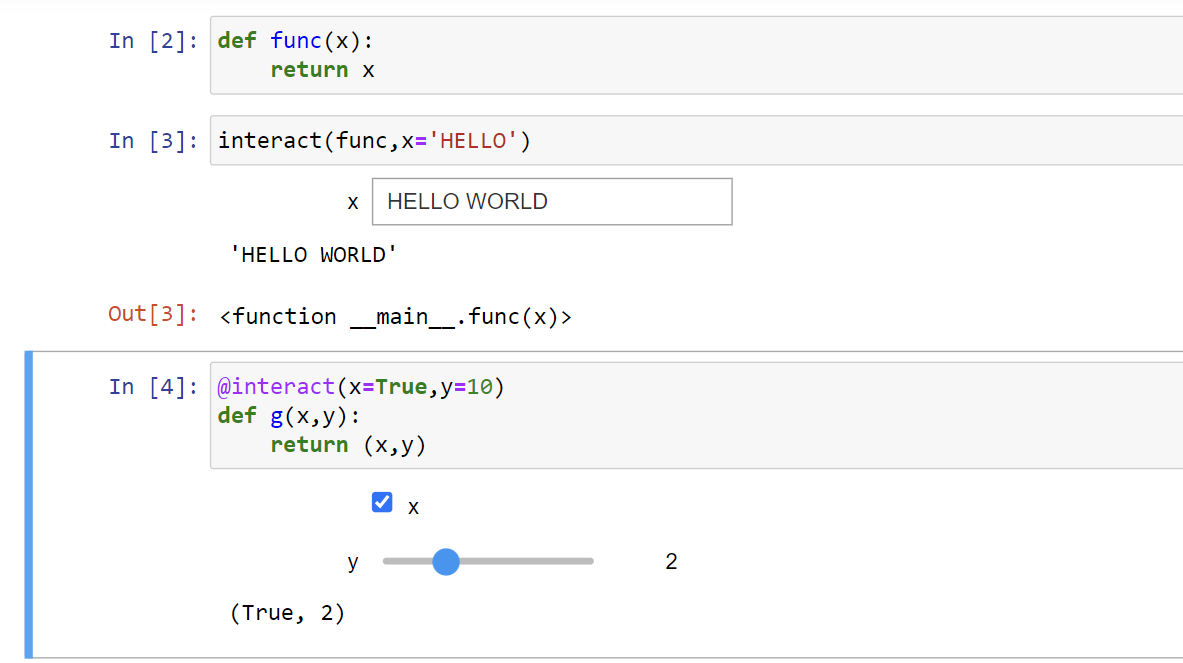 In [2]: def func(x):
    return x
In [3]: interact(func,x='HELLO')
x HELLO WORLD
'HELLO WORLD'
Out[3]: <function __main__.func(x)>
In [4]: @interact(x=True,y=10)
def g(x,y):
    return (x,y)
x
y 2
(True, 2)